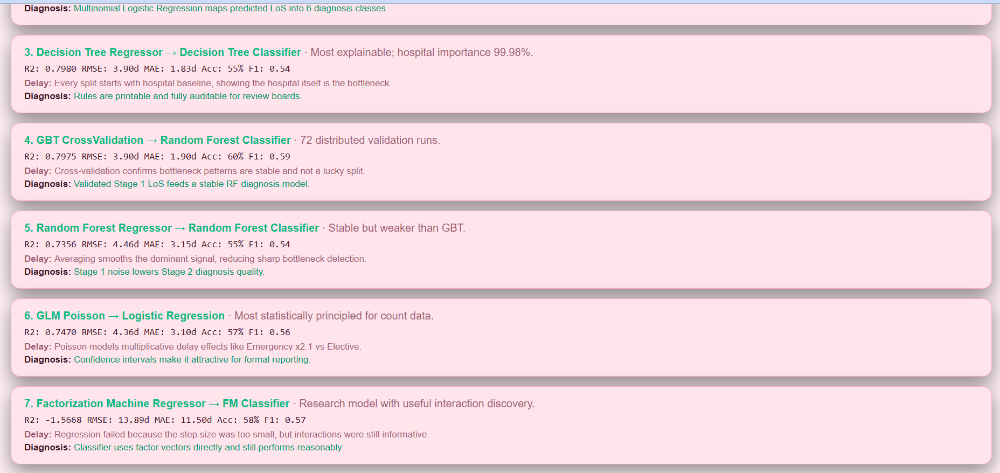 Diagnosis: Multinomial Logistic Regression maps predicted LoS into 6 diagnosis classes.
3. Decision Tree Regressor → Decision Tree Classifier · Most explainable; hospital importance 99.98%.
R2: 0.7980 RMSE: 3.90d MAE: 1.83d Acc: 55% F1: 0.54
Delay: Every split starts with hospital baseline, showing the hospital itself is the bottleneck.
Diagnosis: Rules are printable and fully auditable for review boards.
4. GBT CrossValidation → Random Forest Classifier · 72 distributed validation runs.
R2: 0.7975 RMSE: 3.90d MAE: 1.90d Acc: 60% F1: 0.59
Delay: Cross-validation confirms bottleneck patterns are stable and not a lucky split.
Diagnosis: Validated Stage 1 LoS feeds a stable RF diagnosis model.
5. Random Forest Regressor → Random Forest Classifier · Stable but weaker than GBT.
R2: 0.7356 RMSE: 4.46d MAE: 3.15d Acc: 55% F1: 0.54
Delay: Averaging smooths the dominant signal, reducing sharp bottleneck detection.
Diagnosis: Stage 1 noise lowers Stage 2 diagnosis quality.
6. GLM Poisson → Logistic Regression · Most statistically principled for count data.
R2: 0.7470 RMSE: 4.36d MAE: 3.10d Acc: 57% F1: 0.56
Delay: Poisson models multiplicative delay effects like Emergency x2.1 vs Elective.
Diagnosis: Confidence intervals make it attractive for formal reporting.
7. Factorization Machine Regressor → FM Classifier · Research model with useful interaction discovery.
R2: -1.5668 RMSE: 13.89d MAE: 11.50d Acc: 58% F1: 0.57
Delay: Regression failed because the step size was too small, but interactions were still informative.
Diagnosis: Classifier uses factor vectors directly and still performs reasonably.